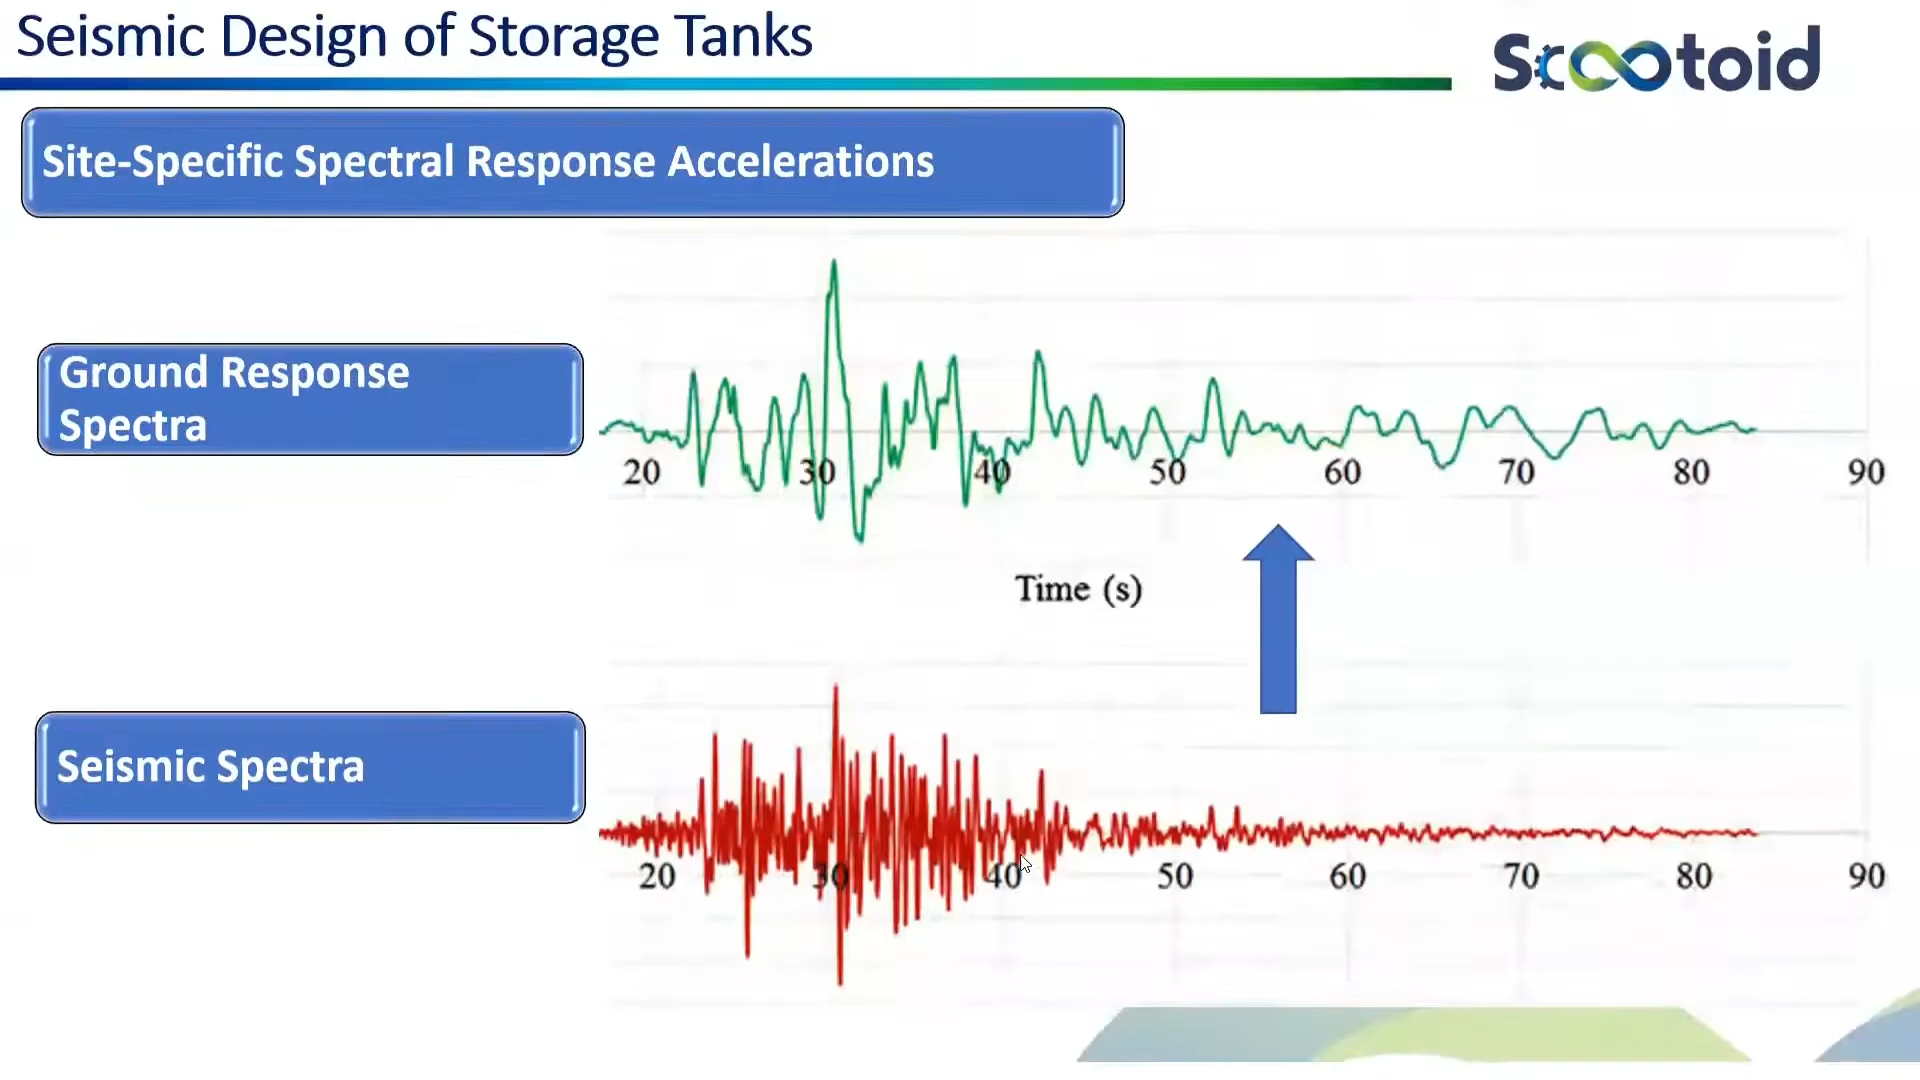 Seismic Design of Storage Tanks
Scootoid
Site-Specific Spectral Response Accelerations
Ground Response
Spectra
20 30 40 50 60 70 80 90
Time (s)
Seismic Spectra
20 30 40 50 60 70 80 90